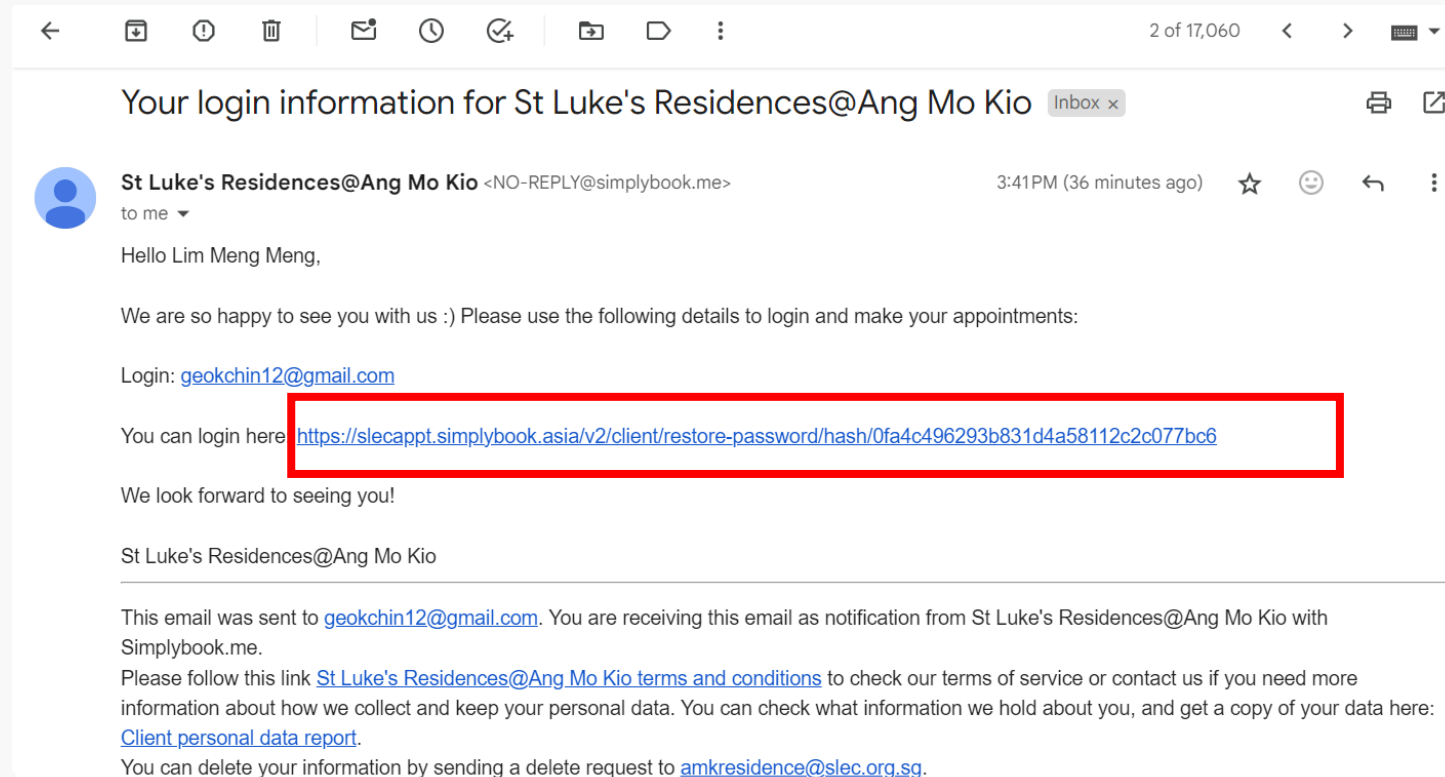 2 of 17,060
Your login information for St Luke's Residences@Ang Mo Kio Inbox ×
St Luke's Residences@Ang Mo Kio <NO-REPLY@simplybook.me> 3:41 PM (36 minutes ago)
to me
Hello Lim Meng Meng,
We are so happy to see you with us :) Please use the following details to login and make your appointments:
Login: geokchin12@gmail.com
You can login here https://slecappt.simplybook.asia/v2/client/restore-password/hash/0fa4c496293b831d4a58112c2c077bc6
We look forward to seeing you!
St Luke's Residences@Ang Mo Kio
This email was sent to geokchin12@gmail.com. You are receiving this email as notification from St Luke's Residences@Ang Mo Kio with
Simplybook.me.
Please follow this link St Luke's Residences@Ang Mo Kio terms and conditions to check our terms of service or contact us if you need more
information about how we collect and keep your personal data. You can check what information we hold about you, and get a copy of your data here:
Client personal data report.
You can delete your information by sending a delete request to amkresidence@slec.org.sg.